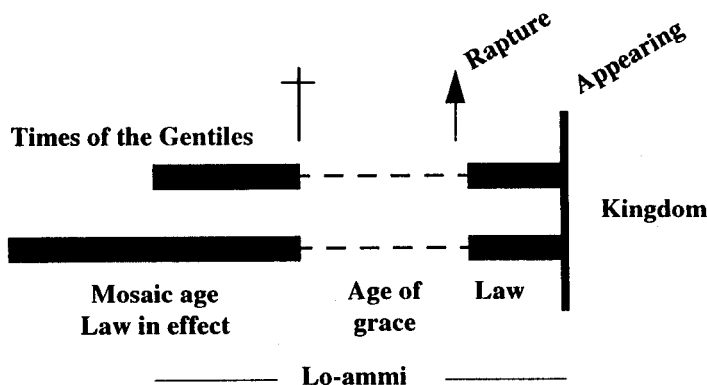 Rapture
Appearing
Times of the Gentiles
Kingdom
Mosaic age
Law in effect
Age of
grace
Law
Lo-ammi